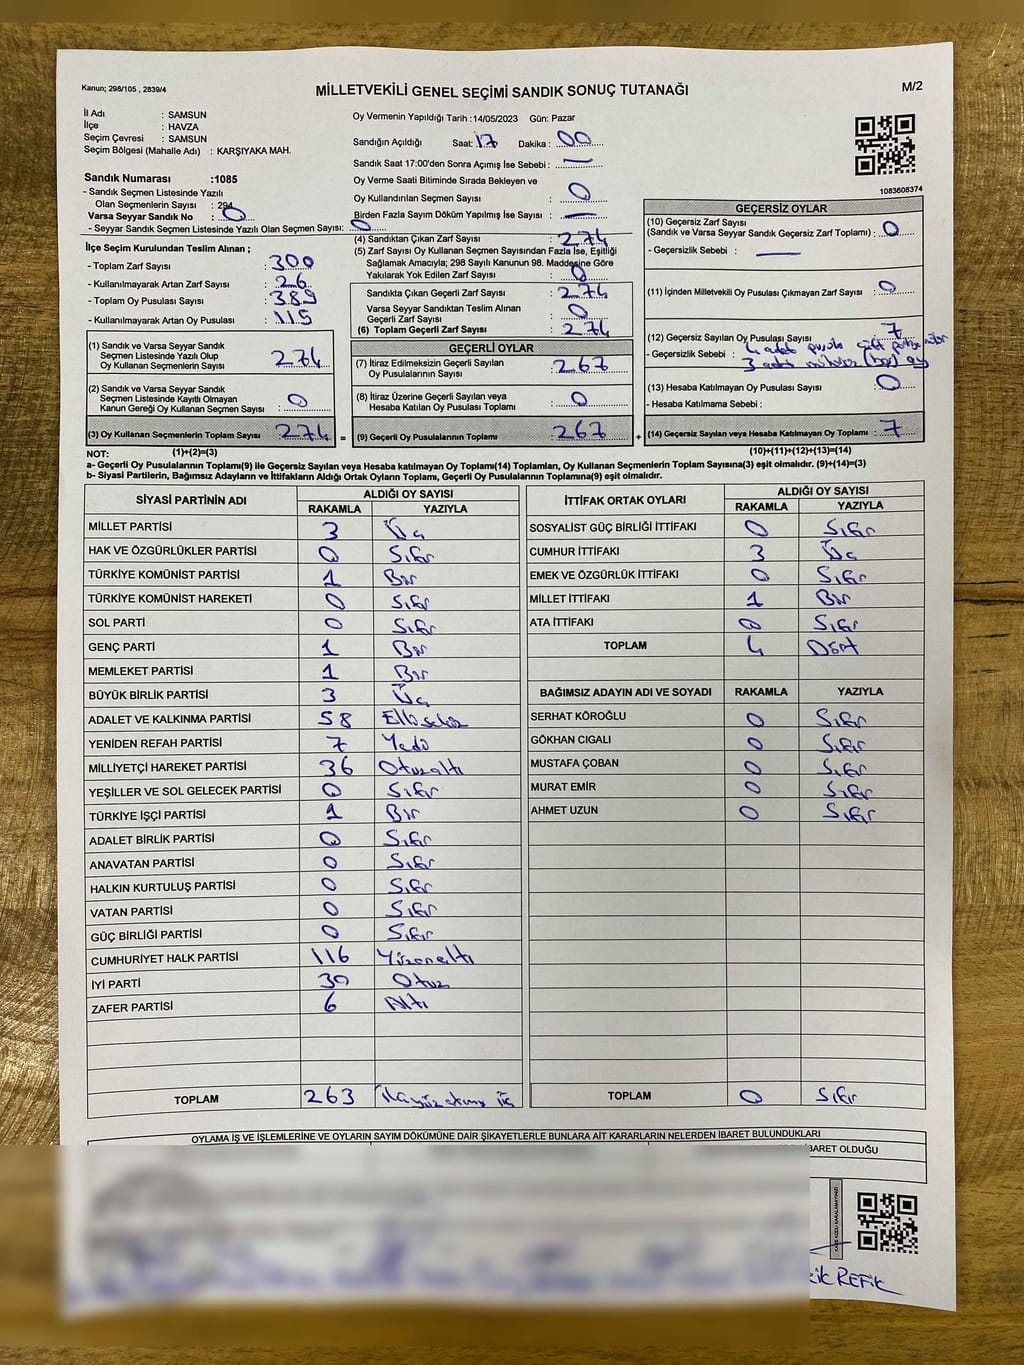 Kanun; 298/105 , 2839/4
MİLLETVEKİLİ GENEL SEÇİMİ SANDIK SONUÇ TUTANAĞI
M/2
İl Adı : SAMSUN
İlçe : HAVZA
Seçim Çevresi : SAMSUN
Seçim Bölgesi (Mahalle Adı) : KARŞIYAKA MAH.
Sandık Numarası :1085
- Sandık Seçmen Listesinde Yazılı
Olan Seçmenlerin Sayısı : 294
Varsa Seyyar Sandık No : 0
- Seyyar Sandık Seçmen Listesinde Yazılı Olan Seçmen Sayısı: 0
Oy Vermenin Yapıldığı Tarih :14/05/2023 Gün: Pazar
Sandığın Açıldığı Saat: 17 Dakika : 00
Sandık Saat 17:00'den Sonra Açımış İse Sebebi : —
Oy Verme Saati Bitiminde Sırada Bekleyen ve
Oy Kullandırılan Seçmen Sayısı : 0
Birden Fazla Sayım Döküm Yapılmış İse Sayısı : —
1083608374
İlçe Seçim Kurulundan Teslim Alınan ;
- Toplam Zarf Sayısı : 300
- Kullanılmayarak Artan Zarf Sayısı : 26
- Toplam Oy Pusulası Sayısı : 389
- Kullanılmayarak Artan Oy Pusulası : 115
(1) Sandık ve Varsa Seyyar Sandık
Seçmen Listesinde Yazılı Olup
Oy Kullanan Seçmenlerin Sayısı : 274
(2) Sandık ve Varsa Seyyar Sandık
Seçmen Listesinde Kayıtlı Olmayan
Kanun Gereği Oy Kullanan Seçmen Sayısı : 0
(3) Oy Kullanan Seçmenlerin Toplam Sayısı : 274
(4) Sandıktan Çıkan Zarf Sayısı : 274
(5) Zarf Sayısı Oy Kullanan Seçmen Sayısından Fazla İse, Eşitliği
Sağlamak Amacıyla; 298 Sayılı Kanunun 98. Maddesine Göre
Yakılarak Yok Edilen Zarf Sayısı : 0
Sandıkta Çıkan Geçerli Zarf Sayısı : 274
Varsa Seyyar Sandıktan Teslim Alınan
Geçerli Zarf Sayısı : 0
(6) Toplam Geçerli Zarf Sayısı : 274
GEÇERLİ OYLAR
(7) İtiraz Edilmeksizin Geçerli Sayılan
Oy Pusulalarının Sayısı : 267
(8) İtiraz Üzerine Geçerli Sayılan veya
Hesaba Katılan Oy Pusulası Toplamı : 0
= (9) Geçerli Oy Pusulalarının Toplamı : 267
GEÇERSİZ OYLAR
(10) Geçersiz Zarf Sayısı
(Sandık ve Varsa Seyyar Sandık Geçersiz Zarf Toplamı) : 0
- Geçersizlik Sebebi : —
(11) İçinden Milletvekili Oy Pusulası Çıkmayan Zarf Sayısı : 0
(12) Geçersiz Sayılan Oy Pusulası Sayısı : 7
- Geçersizlik Sebebi : 4 adet pusula çift
3 adet mühürsüz (boş) oy
(13) Hesaba Katılmayan Oy Pusulası Sayısı : 0
- Hesaba Katılmama Sebebi :
+ (14) Geçersiz Sayılan veya Hesaba Katılmayan Oy Toplamı : 7
NOT: (1)+(2)=(3) (10)+(11)+(12)+(13)=(14)
a- Geçerli Oy Pusulalarının Toplamı(9) ile Geçersiz Sayılan veya Hesaba katılmayan Oy Toplamı(14) Toplamları, Oy Kullanan Seçmenlerin Toplam Sayısına(3) eşit olmalıdır. (9)+(14)=(3)
b- Siyasi Partilerin, Bağımsız Adayların ve İttifakların Aldığı Ortak Oyların Toplamı, Geçerli Oy Pusulalarının Toplamına(9) eşit olmalıdır.
SİYASİ PARTİNİN ADI ALDIĞI OY SAYISI
RAKAMLA YAZIYLA
MİLLET PARTİSİ 3 Üç
HAK VE ÖZGÜRLÜKLER PARTİSİ 0 Sıfır
TÜRKİYE KOMÜNİST PARTİSİ 1 Bir
TÜRKİYE KOMÜNİST HAREKETİ 0 Sıfır
SOL PARTİ 0 Sıfır
GENÇ PARTİ 1 Bir
MEMLEKET PARTİSİ 1 Bir
BÜYÜK BİRLİK PARTİSİ 3 Üç
ADALET VE KALKINMA PARTİSİ 58 Ellisekiz
YENİDEN REFAH PARTİSİ 7 Yedi
MİLLİYETÇİ HAREKET PARTİSİ 36 Otuzaltı
YEŞİLLER VE SOL GELECEK PARTİSİ 0 Sıfır
TÜRKİYE İŞÇİ PARTİSİ 1 Bir
ADALET BİRLİK PARTİSİ 0 Sıfır
ANAVATAN PARTİSİ 0 Sıfır
HALKIN KURTULUŞ PARTİSİ 0 Sıfır
VATAN PARTİSİ 0 Sıfır
GÜÇ BİRLİĞİ PARTİSİ 0 Sıfır
CUMHURİYET HALK PARTİSİ 116 Yüzonaltı
İYİ PARTİ 30 Otuz
ZAFER PARTİSİ 6 Altı
TOPLAM 263 İkiyüzatmış üç
İTTİFAK ORTAK OYLARI ALDIĞI OY SAYISI
RAKAMLA YAZIYLA
SOSYALİST GÜÇ BİRLİĞİ İTTİFAKI 0 Sıfır
CUMHUR İTTİFAKI 3 Üç
EMEK VE ÖZGÜRLÜK İTTİFAKI 0 Sıfır
MİLLET İTTİFAKI 1 Bir
ATA İTTİFAKI 0 Sıfır
TOPLAM 4 Dört
BAĞIMSIZ ADAYIN ADI VE SOYADI RAKAMLA YAZIYLA
SERHAT KÖROĞLU 0 Sıfır
GÖKHAN CIGALI 0 Sıfır
MUSTAFA ÇOBAN 0 Sıfır
MURAT EMİR 0 Sıfır
AHMET UZUN 0 Sıfır
TOPLAM 0 Sıfır
OYLAMA İŞ VE İŞLEMLERİNE VE OYLARIN SAYIM DÖKÜMÜNE DAİR ŞİKAYETLERLE BUNLARA AİT KARARLARIN NELERDEN İBARET BULUNDUKLARI
İBARET OLDUĞU
KARE KODU KARALAMAYINIZ!
REFİK